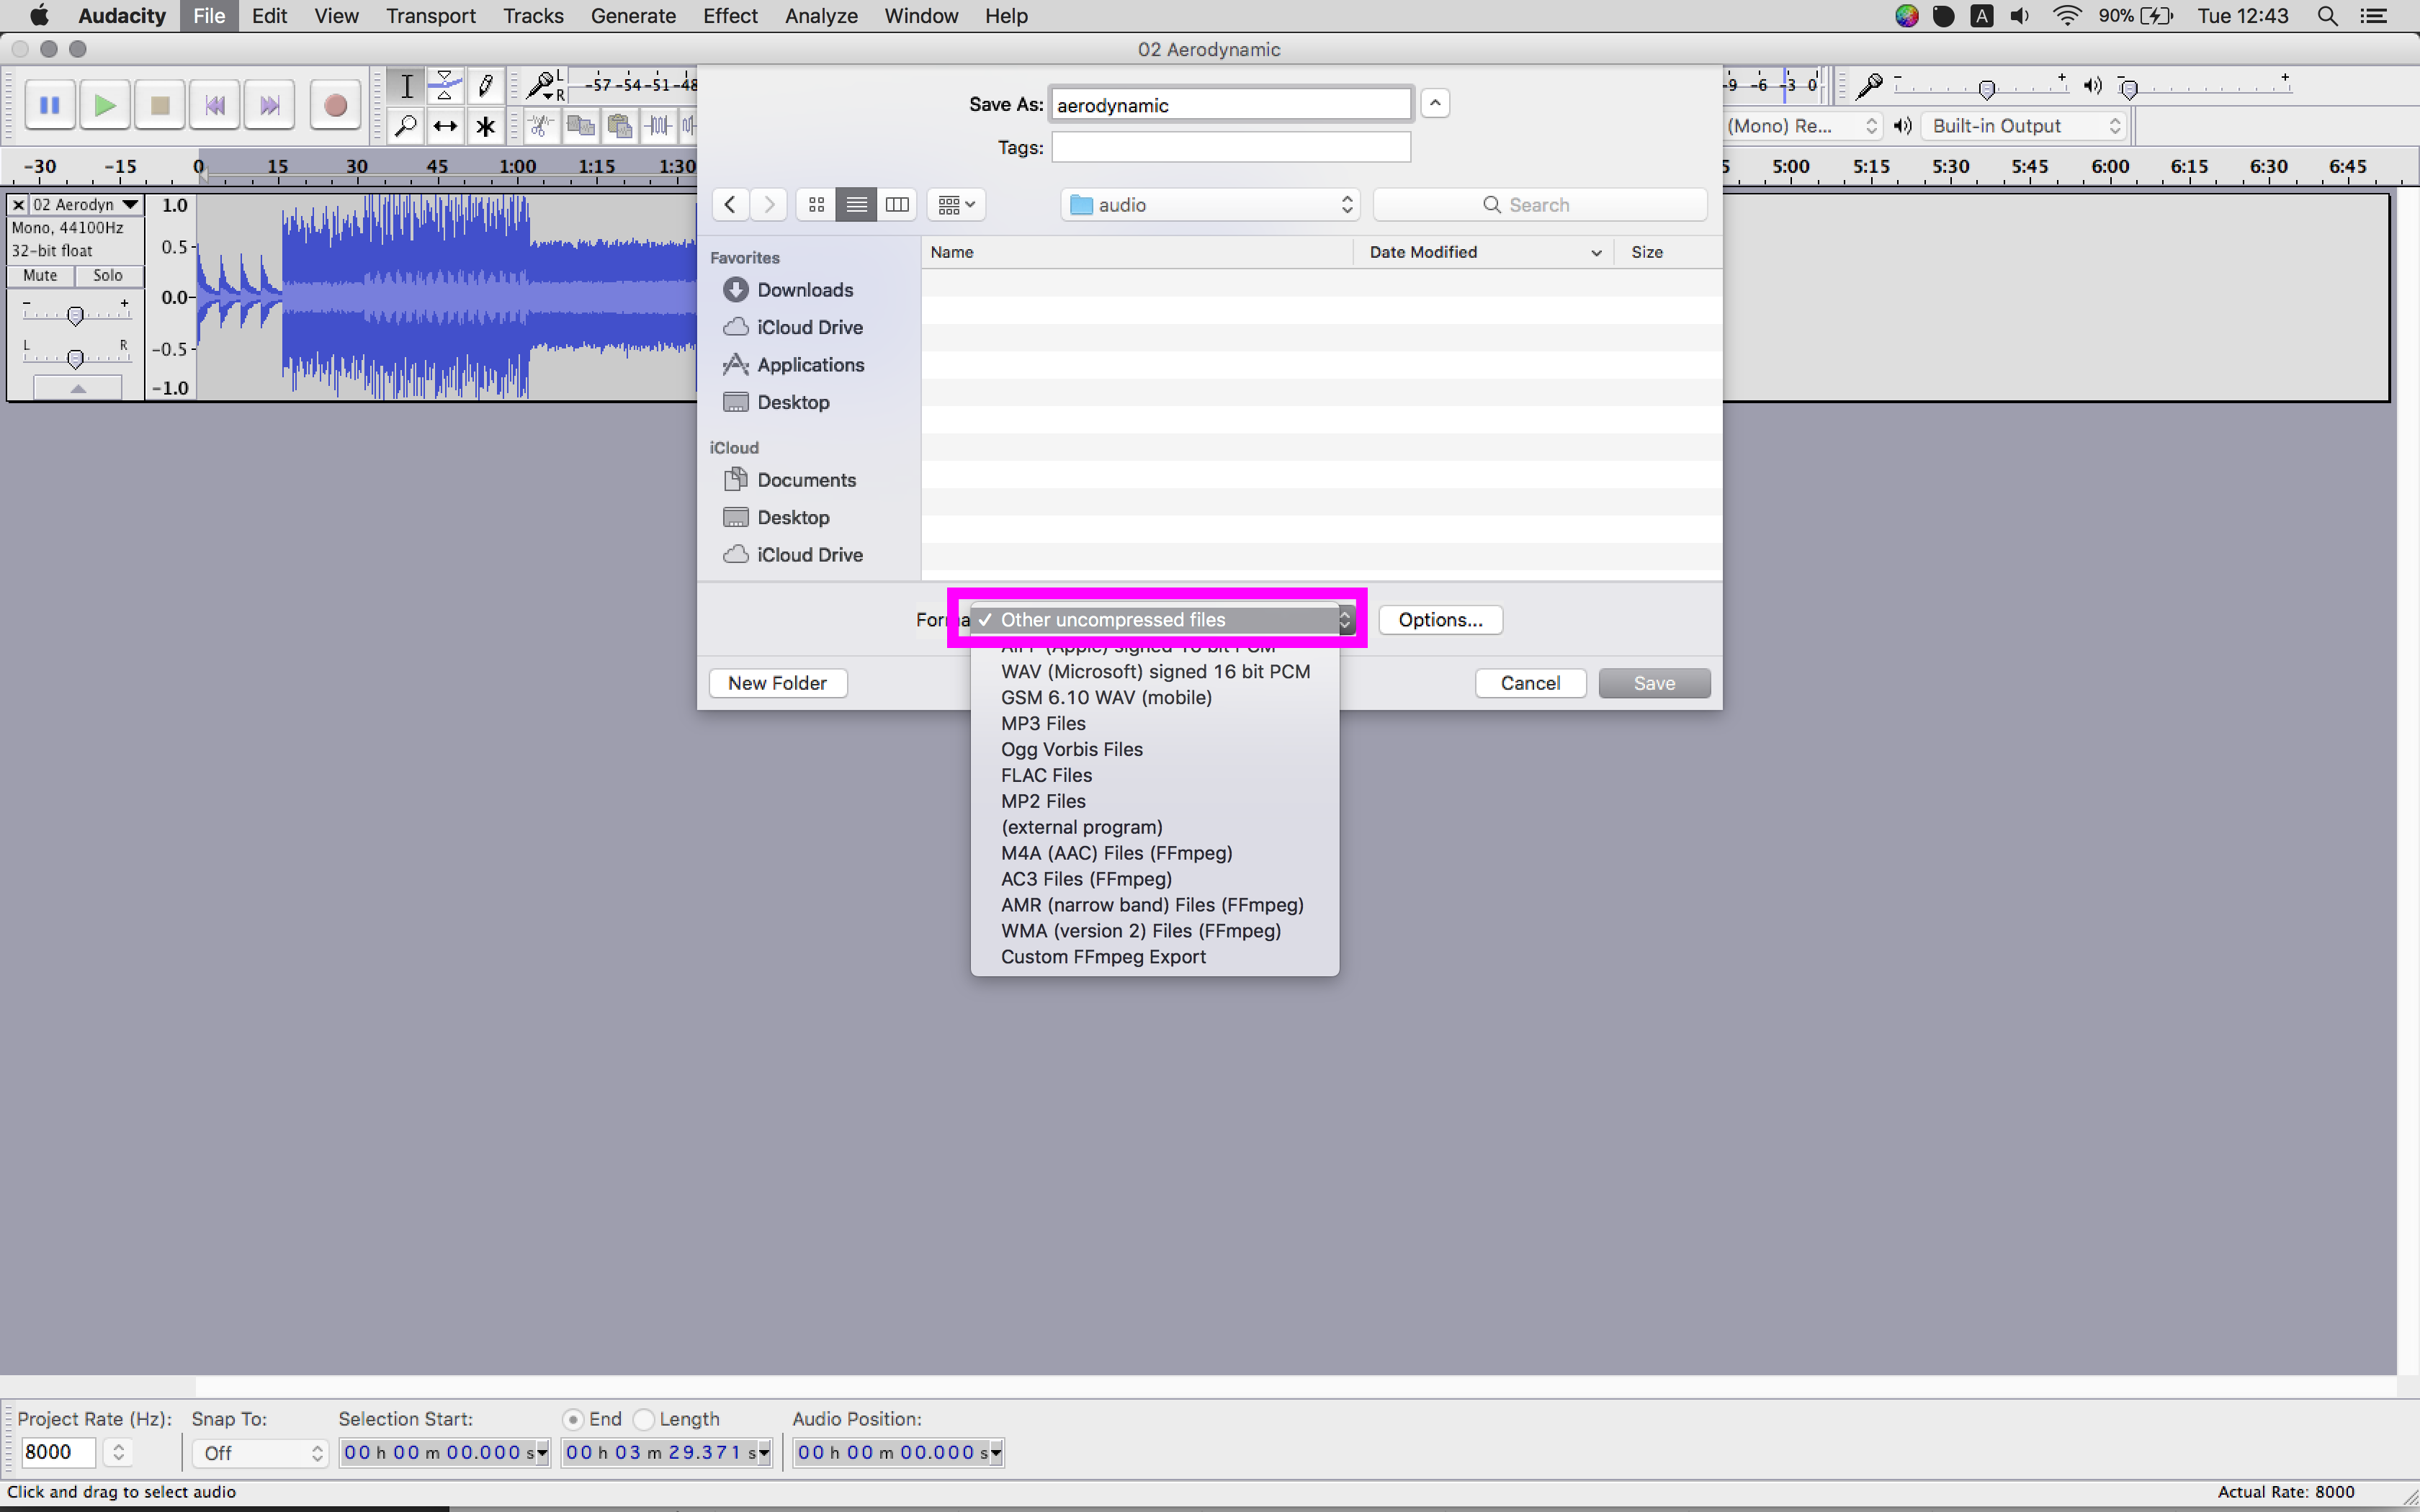 Audacity File Edit View Transport Tracks Generate Effect Analyze Window Help A 90% Tue 12:43
02 Aerodynamic
L
R
-57 -54 -51 -48
-9 -6 -3 0
(Mono) Re... Built-in Output
Save As: aerodynamic
Tags:
-30 -15 0 15 30 45 1:00 1:15 1:30
5 5:00 5:15 5:30 5:45 6:00 6:15 6:30 6:45
audio Search
02 Aerodyn
Mono, 44100Hz
32-bit float
Mute Solo
- +
L R
1.0
0.5
0.0
-0.5
-1.0
Name Date Modified Size
Favorites
Downloads
iCloud Drive
Applications
Desktop
iCloud
Documents
Desktop
iCloud Drive
Forma ✓ Other uncompressed files Options...
AIFF (Apple) signed 16 bit PCM
WAV (Microsoft) signed 16 bit PCM
GSM 6.10 WAV (mobile)
MP3 Files
Ogg Vorbis Files
FLAC Files
MP2 Files
(external program)
M4A (AAC) Files (FFmpeg)
AC3 Files (FFmpeg)
AMR (narrow band) Files (FFmpeg)
WMA (version 2) Files (FFmpeg)
Custom FFmpeg Export
New Folder Cancel Save
Project Rate (Hz): Snap To: Selection Start: End Length Audio Position:
8000 Off 00 h 00 m 00.000 s 00 h 03 m 29.371 s 00 h 00 m 00.000 s
Click and drag to select audio Actual Rate: 8000